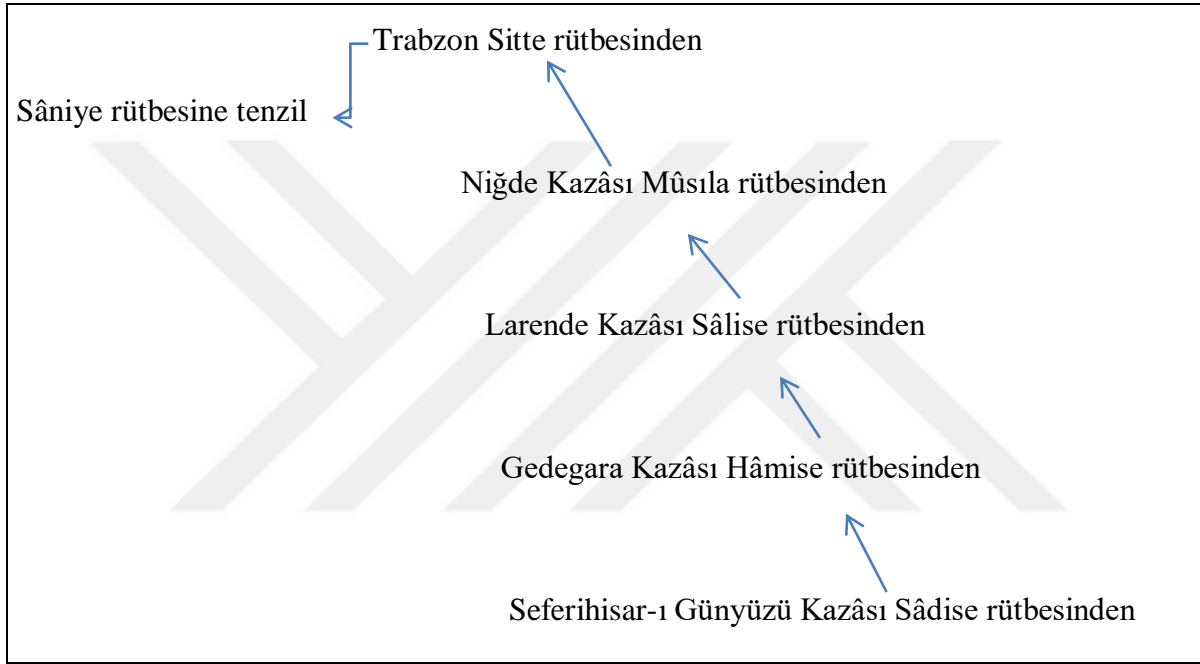 Trabzon Sitte rütbesinden
Sâniye rütbesine tenzil
Niğde Kazâsı Mûsıla rütbesinden
Larende Kazâsı Sâlise rütbesinden
Gedegara Kazâsı Hâmise rütbesinden
Seferihisar-ı Günyüzü Kazâsı Sâdise rütbesinden